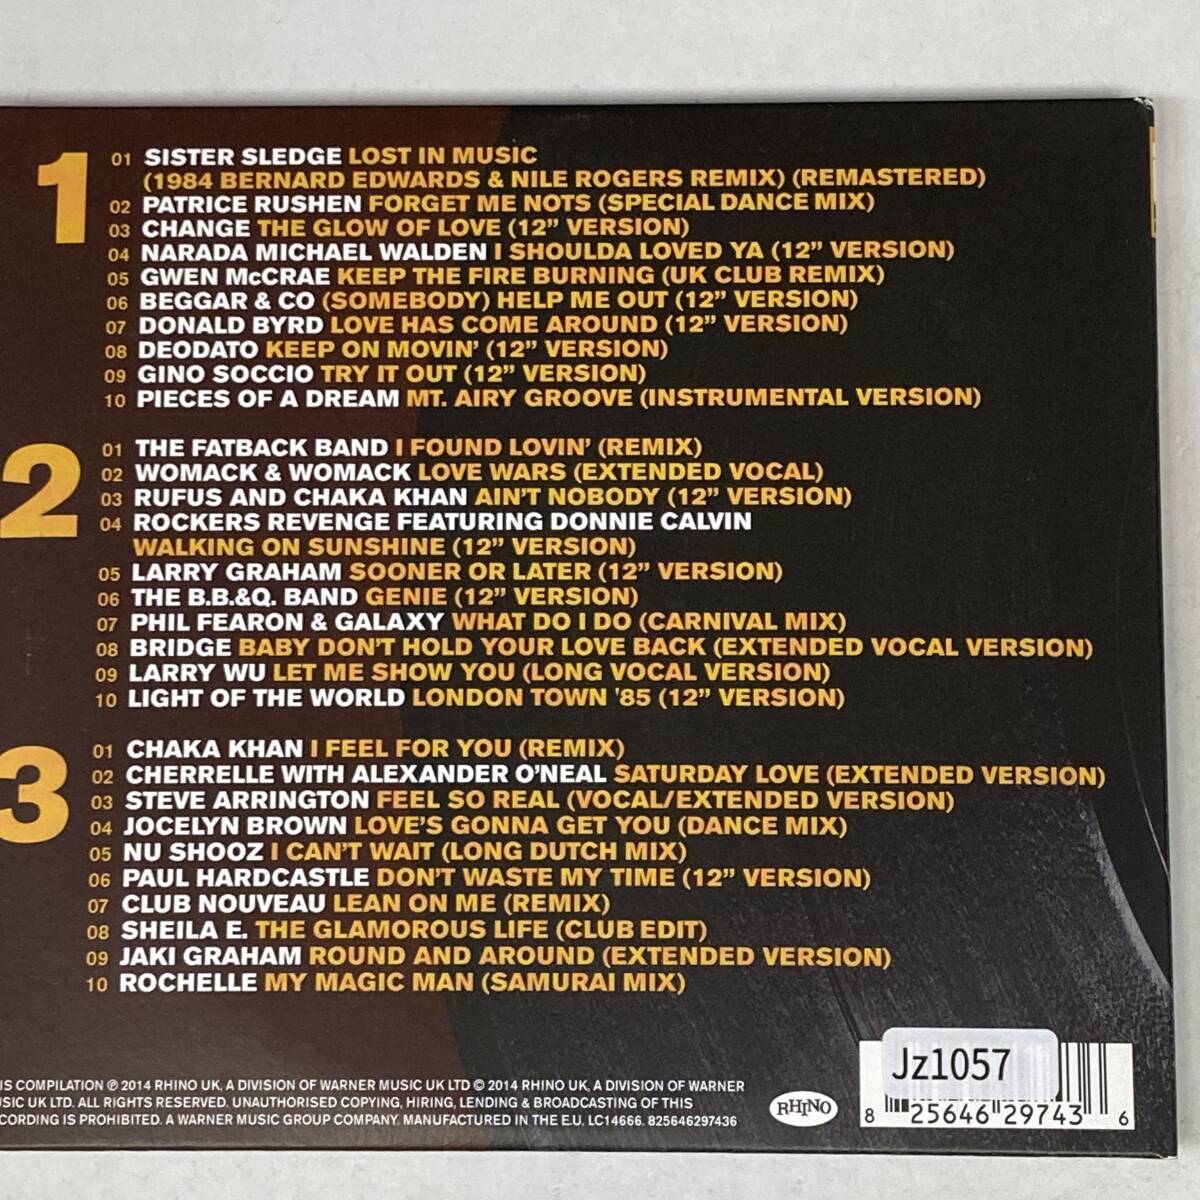 1
01 SISTER SLEDGE LOST IN MUSIC
(1984 BERNARD EDWARDS & NILE ROGERS REMIX) (REMASTERED)
02 PATRICE RUSHEN FORGET ME NOTS (SPECIAL DANCE MIX)
03 CHANGE THE GLOW OF LOVE (12” VERSION)
04 NARADA MICHAEL WALDEN I SHOULDA LOVED YA (12” VERSION)
05 GWEN McCRAE KEEP THE FIRE BURNING (UK CLUB REMIX)
06 BEGGAR & CO (SOMEBODY) HELP ME OUT (12” VERSION)
07 DONALD BYRD LOVE HAS COME AROUND (12” VERSION)
08 DEODATO KEEP ON MOVIN’ (12” VERSION)
09 GINO SOCCIO TRY IT OUT (12” VERSION)
10 PIECES OF A DREAM MT. AIRY GROOVE (INSTRUMENTAL VERSION)
2
01 THE FATBACK BAND I FOUND LOVIN’ (REMIX)
02 WOMACK & WOMACK LOVE WARS (EXTENDED VOCAL)
03 RUFUS AND CHAKA KHAN AIN’T NOBODY (12” VERSION)
04 ROCKERS REVENGE FEATURING DONNIE CALVIN
WALKING ON SUNSHINE (12” VERSION)
05 LARRY GRAHAM SOONER OR LATER (12” VERSION)
06 THE B.B.&Q. BAND GENIE (12” VERSION)
07 PHIL FEARON & GALAXY WHAT DO I DO (CARNIVAL MIX)
08 BRIDGE BABY DON’T HOLD YOUR LOVE BACK (EXTENDED VOCAL VERSION)
09 LARRY WU LET ME SHOW YOU (LONG VOCAL VERSION)
10 LIGHT OF THE WORLD LONDON TOWN '85 (12” VERSION)
3
01 CHAKA KHAN I FEEL FOR YOU (REMIX)
02 CHERRELLE WITH ALEXANDER O’NEAL SATURDAY LOVE (EXTENDED VERSION)
03 STEVE ARRINGTON FEEL SO REAL (VOCAL/EXTENDED VERSION)
04 JOCELYN BROWN LOVE’S GONNA GET YOU (DANCE MIX)
05 NU SHOOZ I CAN’T WAIT (LONG DUTCH MIX)
06 PAUL HARDCASTLE DON’T WASTE MY TIME (12” VERSION)
07 CLUB NOUVEAU LEAN ON ME (REMIX)
08 SHEILA E. THE GLAMOROUS LIFE (CLUB EDIT)
09 JAKI GRAHAM ROUND AND AROUND (EXTENDED VERSION)
10 ROCHELLE MY MAGIC MAN (SAMURAI MIX)
IS COMPILATION ℗ 2014 RHINO UK, A DIVISION OF WARNER MUSIC UK LTD © 2014 RHINO UK, A DIVISION OF WARNER
SIC UK LTD. ALL RIGHTS RESERVED. UNAUTHORISED COPYING, HIRING, LENDING & BROADCASTING OF THIS
CORDING IS PROHIBITED. A WARNER MUSIC GROUP COMPANY. MANUFACTURED IN THE E.U. LC14666. 825646297436
RHINO
Jz1057
8 25646 29743 6